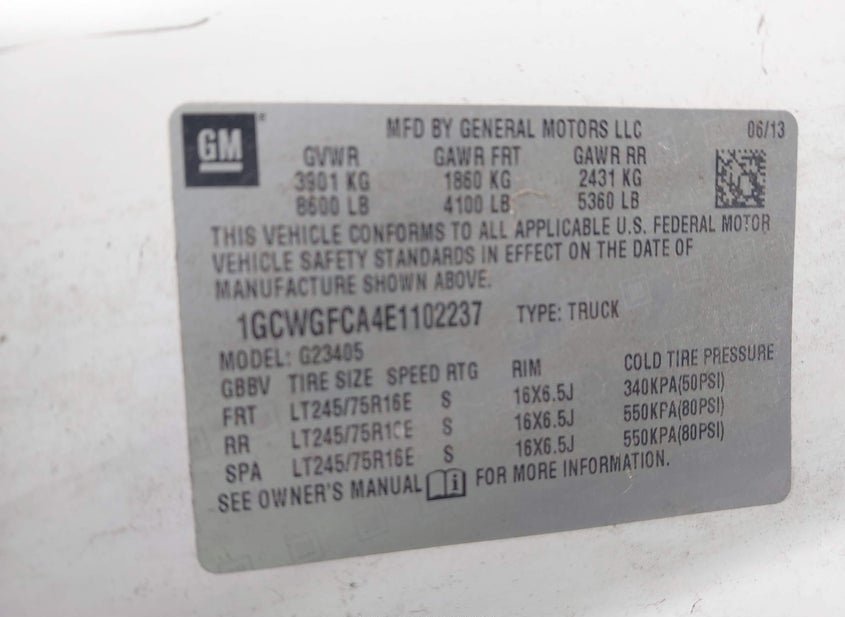 GM ® MFD BY GENERAL MOTORS LLC 06/13
GVWR GAWR FRT GAWR RR
3901 KG 1860 KG 2431 KG
8600 LB 4100 LB 5360 LB
THIS VEHICLE CONFORMS TO ALL APPLICABLE U.S. FEDERAL MOTOR
VEHICLE SAFETY STANDARDS IN EFFECT ON THE DATE OF
MANUFACTURE SHOWN ABOVE.
1GCWGFCA4E1102237 TYPE: TRUCK
MODEL: G23405
GBBV TIRE SIZE SPEED RTG RIM COLD TIRE PRESSURE
FRT LT245/75R16E S 16X6.5J 340KPA(50PSI)
RR LT245/75R16E S 16X6.5J 550KPA(80PSI)
SPA LT245/75R16E S 16X6.5J 550KPA(80PSI)
SEE OWNER'S MANUAL i FOR MORE INFORMATION.